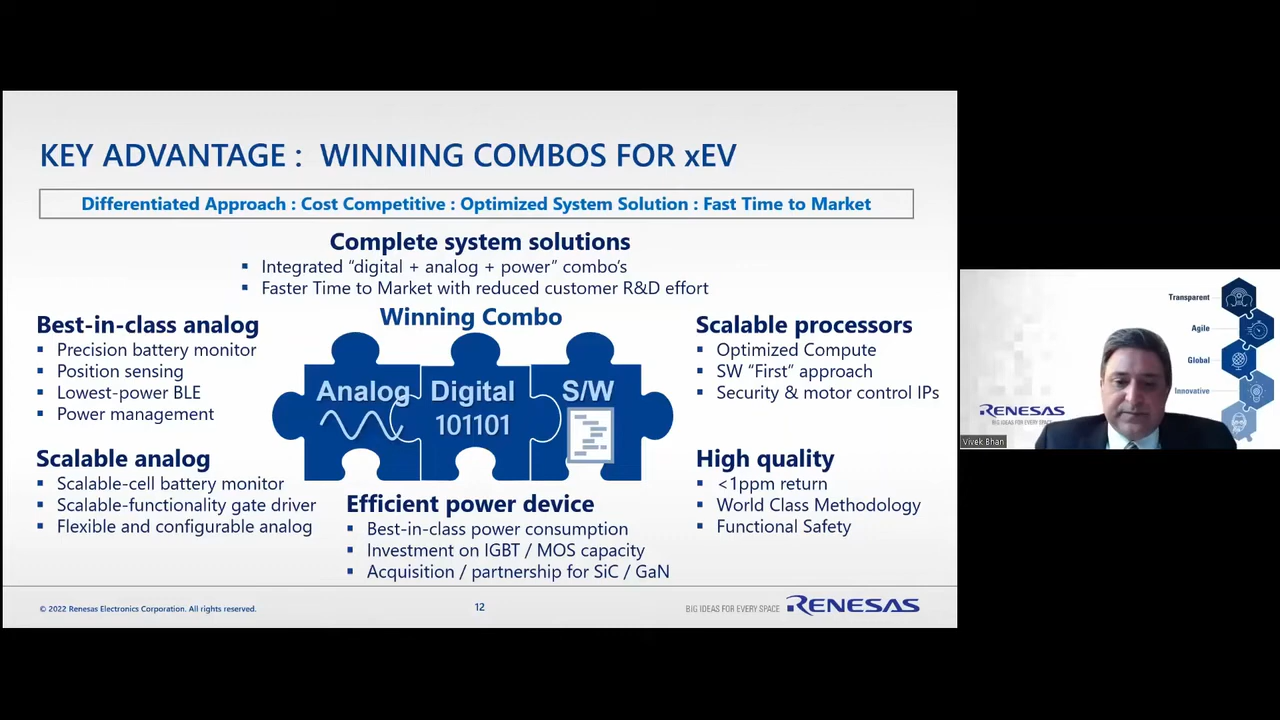 KEY ADVANTAGE : WINNING COMBOS FOR xEV
Differentiated Approach : Cost Competitive : Optimized System Solution : Fast Time to Market
Complete system solutions
▪ Integrated “digital + analog + power” combo’s
▪ Faster Time to Market with reduced customer R&D effort
Winning Combo
Analog
Digital
101101
S/W
Best-in-class analog
▪ Precision battery monitor
▪ Position sensing
▪ Lowest-power BLE
▪ Power management
Scalable analog
▪ Scalable-cell battery monitor
▪ Scalable-functionality gate driver
▪ Flexible and configurable analog
Efficient power device
▪ Best-in-class power consumption
▪ Investment on IGBT / MOS capacity
▪ Acquisition / partnership for SiC / GaN
Scalable processors
▪ Optimized Compute
▪ SW “First” approach
▪ Security & motor control IPs
High quality
▪ <1ppm return
▪ World Class Methodology
▪ Functional Safety
© 2022 Renesas Electronics Corporation. All rights reserved.
12
BIG IDEAS FOR EVERY SPACE RENESAS
Transparent
Agile
Global
Innovative
RENESAS
BIG IDEAS FOR EVERY SPACE
Vivek Bhan